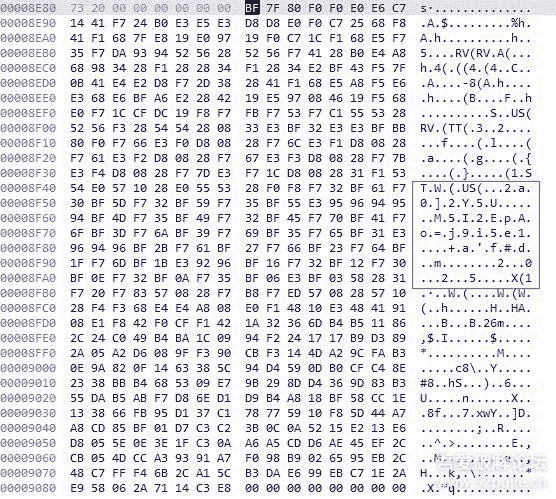 00008E80 73 20 00 00 00 00 00 00 BF 7F 80 F0 F0 E0 E6 C7 s·..............
00008E90 14 41 F7 24 B0 E3 E5 E3 D8 D8 E0 F0 C7 25 68 F8 .A.$.........%h.
00008EA0 41 F1 68 7F E8 19 E0 97 19 F0 C7 1C F1 68 E5 F8 A.h..........h..
00008EB0 35 F7 DA 93 94 52 56 28 52 56 F7 41 28 B0 E4 A8 5....RV(RV.A(...
00008EC0 68 98 34 28 F1 28 28 34 F1 28 34 E2 BF 43 F5 7F h.4(.((4.(4..C..
00008ED0 0B 41 E4 E2 D8 F7 2D 38 28 41 F1 68 E5 A8 F5 E6 .A....-8(A.h....
00008EE0 E3 68 E6 BF A6 E2 28 42 19 E5 97 08 46 19 F5 68 .h....(B....F..h
00008EF0 E0 F7 1C CF DC 19 F8 F7 FB F7 53 F7 C1 55 53 28 ..........S..US(
00008F00 52 56 F3 28 54 54 28 08 33 E3 BF 32 E3 E3 BF BB RV.(TT(.3..2....
00008F10 80 F0 F7 66 E3 F0 D8 08 28 F7 6C E3 F1 D8 08 28 ...f....(.l....(
00008F20 F7 61 E3 F2 D8 08 28 F7 67 E3 F3 D8 08 28 F7 7B .a....(.g....(.{
00008F30 E3 F4 D8 08 28 F7 7D E3 F7 1C D8 08 28 31 F1 53 ....(.}.....(1.S
00008F40 54 E0 57 10 28 E0 55 53 28 F0 F8 F7 32 BF 61 F7 T.W.(.US(...2.a.
00008F50 30 BF 5D F7 32 BF 59 F7 35 BF 55 E3 95 96 94 95 0.].2.Y.5.U.....
00008F60 94 BF 4D F7 35 BF 49 F7 32 BF 45 F7 70 BF 41 F7 ..M.5.I.2.E.p.A.
00008F70 6F BF 3D F7 6A BF 39 F7 69 BF 35 F7 65 BF 31 E3 o.=.j.9.i.5.e.1.
00008F80 96 94 96 BF 2B F7 61 BF 27 F7 66 BF 23 F7 64 BF ....+.a.'.f.#.d.
00008F90 1F F7 6D BF 1B E3 92 96 BF 16 F7 32 BF 12 F7 30 ..m........2...0
00008FA0 BF 0E F7 32 BF 0A F7 35 BF 06 E3 BF 03 58 28 31 ...2...5.....X(1
00008FB0 F7 20 F7 83 57 08 28 F7 B8 F7 ED 57 08 28 57 10 .·..W.(....W.(W.
00008FC0 28 F4 F3 68 E4 E4 A8 08 E0 F1 48 10 E3 48 41 91 (..h......H..HA.
00008FD0 08 E1 F8 42 F0 CF F1 41 1A 32 36 6D B4 B5 11 86 ...B...A.26m....
00008FE0 2C 24 C0 49 B4 BA 1C 09 94 F2 24 17 17 B9 D3 89 ,$.I......$.....
00008FF0 2A 05 A2 D6 08 9F F3 90 CB F3 14 4D A2 9C FA B3 *..........M....
00009000 0E 9A 82 0F 14 63 38 5C 94 D4 59 0D B0 CF C4 8E .....c8\..Y.....
00009010 23 38 BB B4 68 53 09 E7 9B 29 8D D4 36 9D 83 B3 #8..hS...)..6...
00009020 55 DA B5 AB F7 D8 6E D1 D9 B4 A8 18 BF 58 CC 1E U.....n......X..
00009030 13 38 66 FB 95 D1 37 C1 78 77 59 10 F8 5D 44 A7 .8f...7.xwY..]D.
00009040 A8 CD 85 BF 01 D7 C3 C2 3B 0C 0A 52 15 E2 13 E6 ........;..R....
00009050 D8 05 5E 0E 3E 1F C3 0A A6 A5 CD D6 AE 45 EF 2C ..^.>........E.,
00009060 CB 05 4D CC A3 93 91 A7 F0 98 B9 02 65 95 EB 2C ..M.........e..,
00009070 48 C7 FF F4 6B 2C A1 5C B3 DA E6 99 EB C7 1E 2A H...k,.\.......*
00009080 E9 58 06 2A 71 14 C3 E8 .X.*q...
吾爱破解论坛
www.52pojie.cn